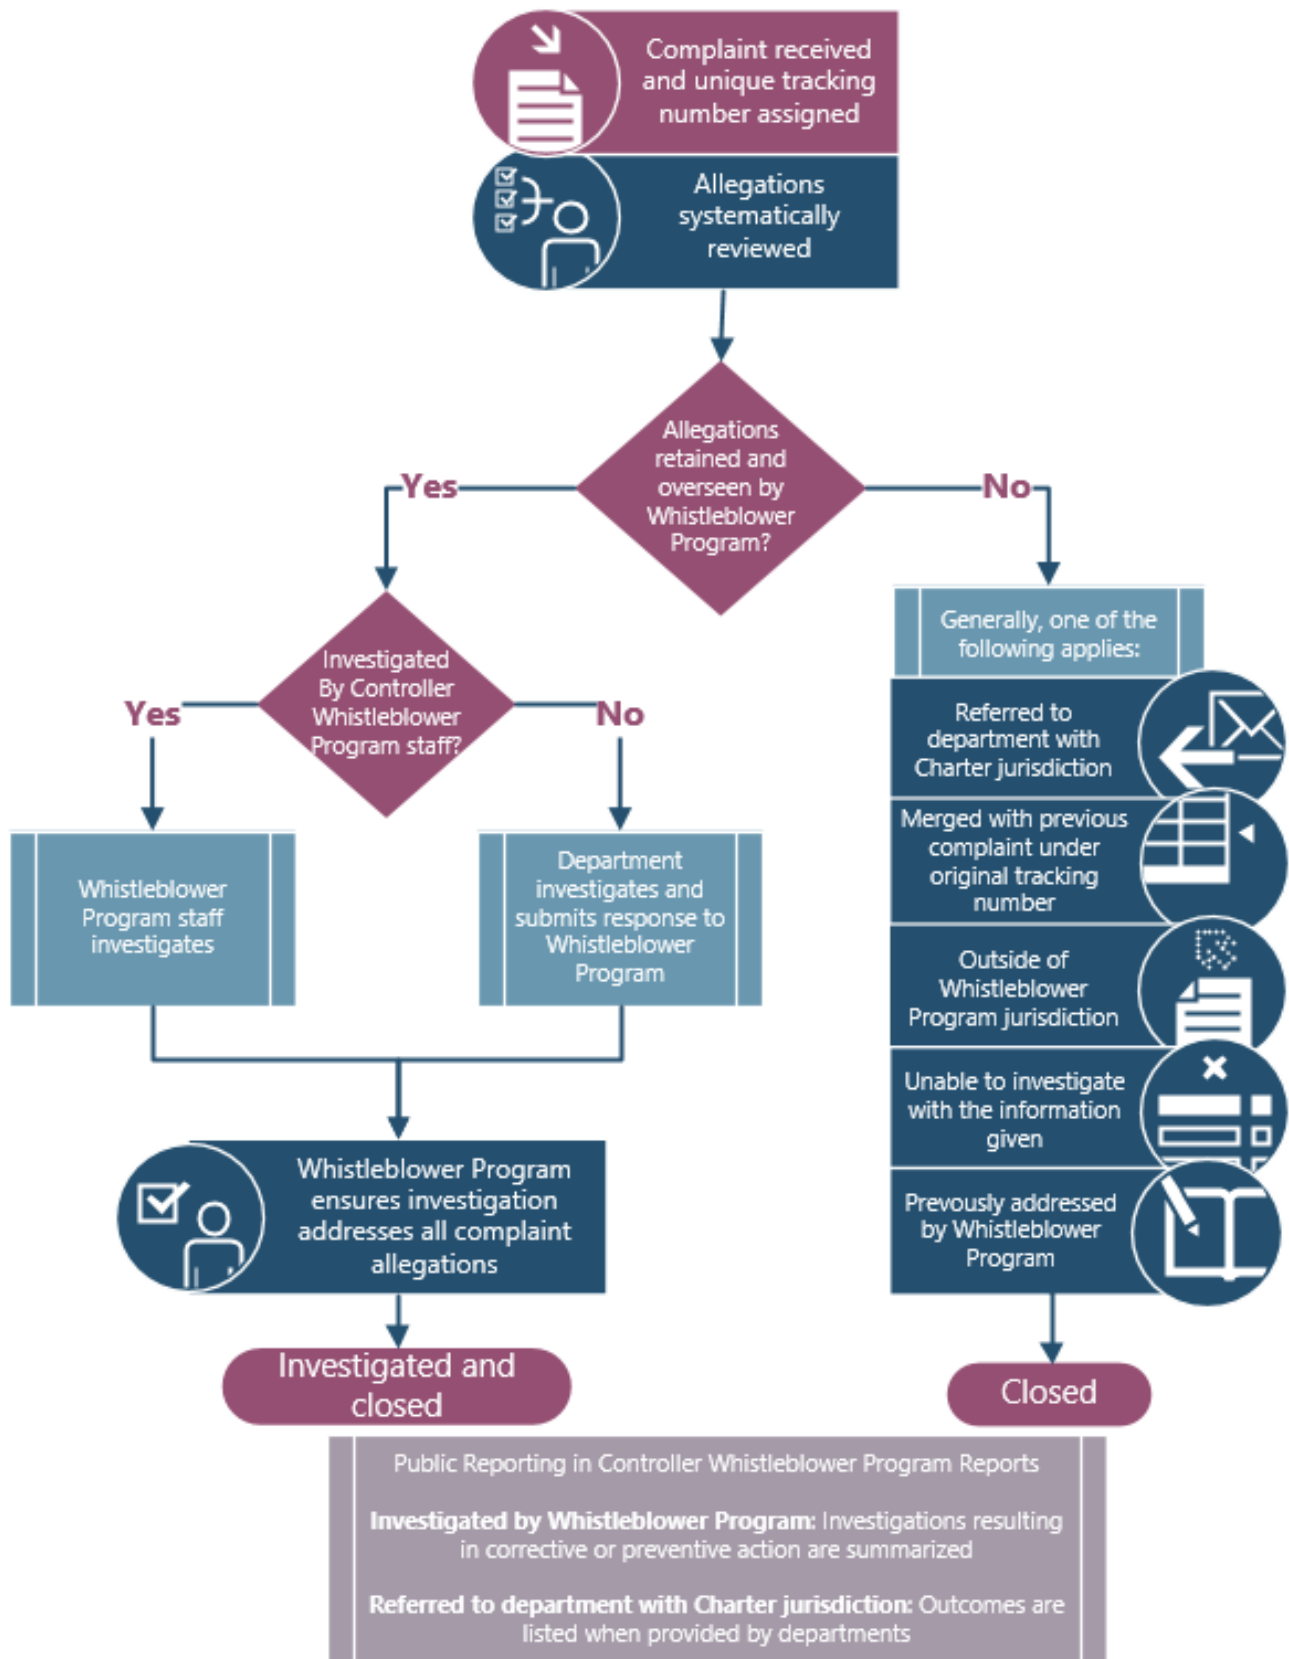 Complaint received
and unique tracking
number assigned
Allegations
systematically
reviewed
Allegations
retained and
overseen by
Whistleblower
Program?
Yes
No
Investigated
By Controller
Whistleblower
Program staff?
Yes
No
Whistleblower
Program staff
investigates
Department
investigates and
submits response to
Whistleblower
Program
Whistleblower Program
ensures investigation
addresses all complaint
allegations
Investigated and
closed
Generally, one of the
following applies:
Referred to
department with
Charter jurisdiction
Merged with previous
complaint under
original tracking
number
Outside of
Whistleblower
Program jurisdiction
Unable to investigate
with the information
given
Prevously addressed
by Whistleblower
Program
Closed
Public Reporting in Controller Whistleblower Program Reports
Investigated by Whistleblower Program: Investigations resulting
in corrective or preventive action are summarized
Referred to department with Charter jurisdiction: Outcomes are
listed when provided by departments